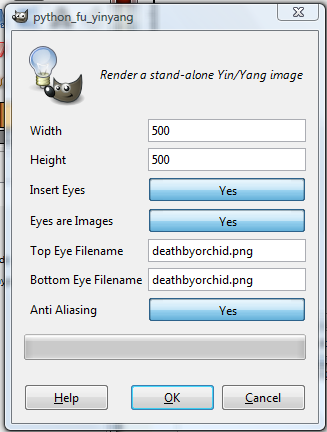 python_fu_yinyang
Render a stand-alone Yin/Yang image
Width 500
Height 500
Insert Eyes Yes
Eyes are Images Yes
Top Eye Filename deathbyorchid.png
Bottom Eye Filename deathbyorchid.png
Anti Aliasing Yes
Help OK Cancel